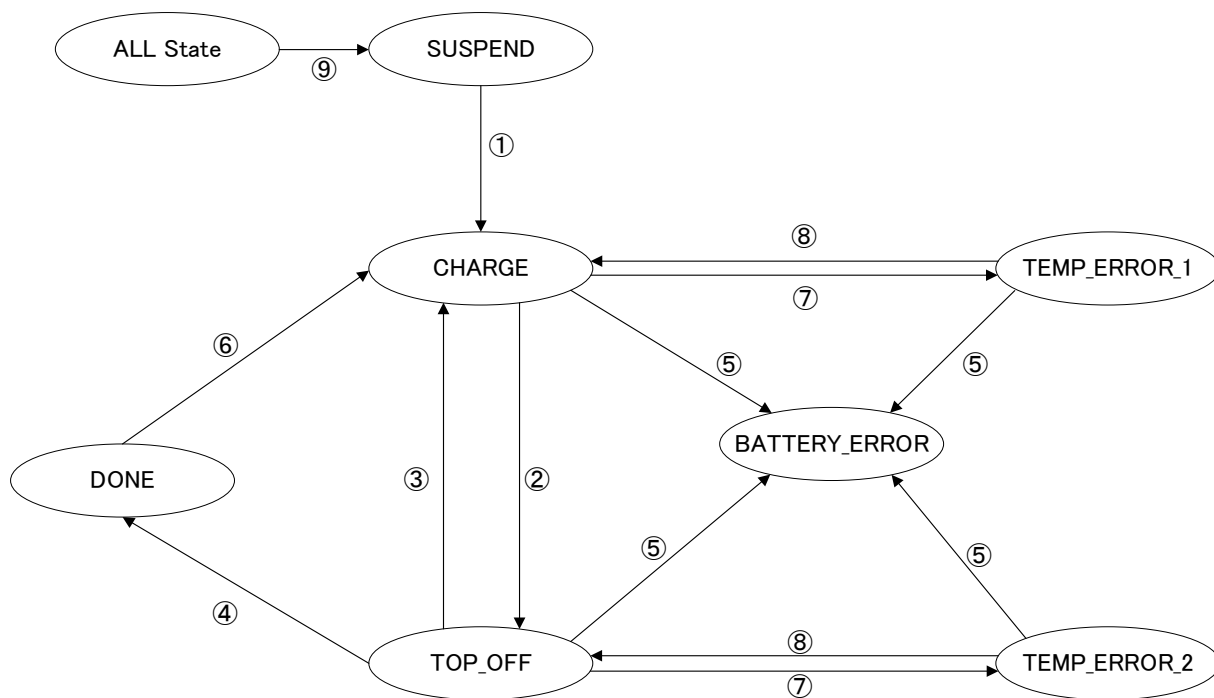 ALL State
SUSPEND
⑨
①
CHARGE
⑧
⑦
TEMP_ERROR_1
⑥
⑤
⑤
BATTERY_ERROR
DONE
③
②
⑤
⑤
④
TOP_OFF
⑧
⑦
TEMP_ERROR_2